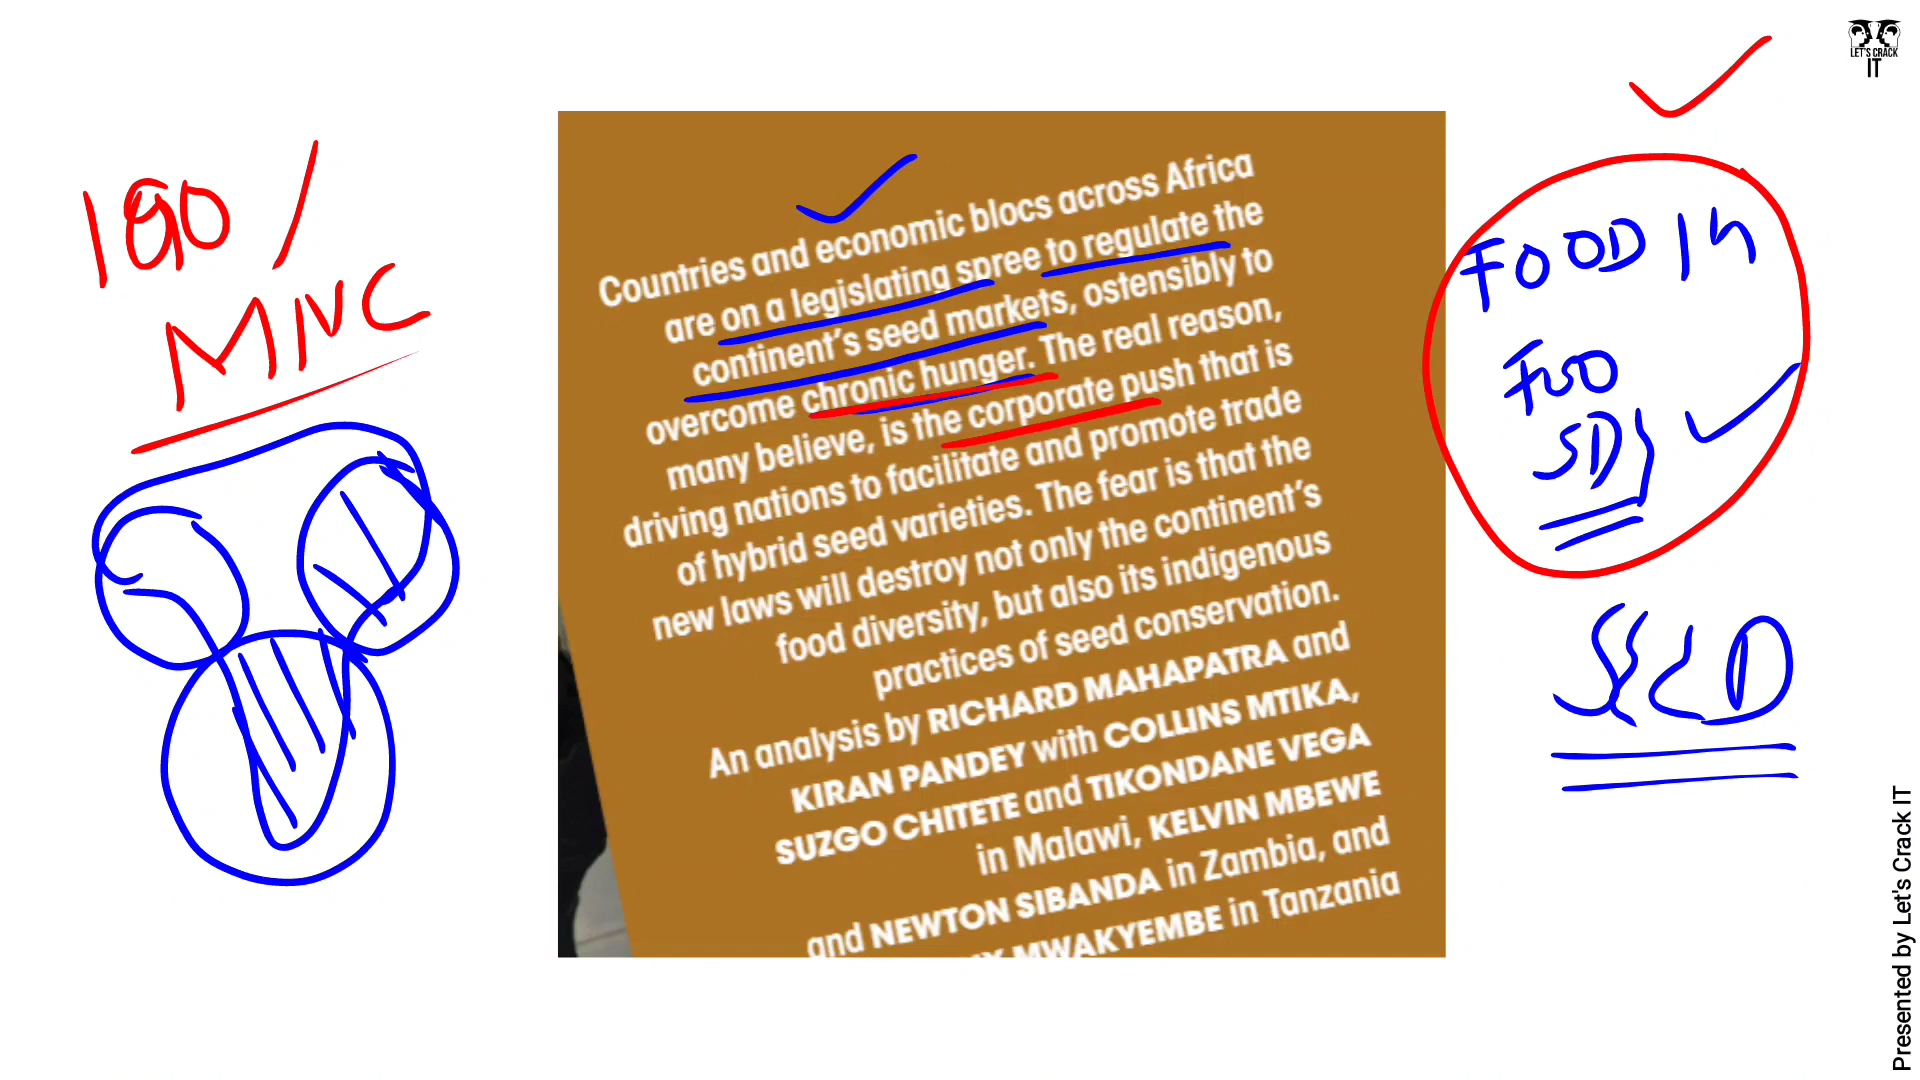 LET'S CRACK
IT
Countries and economic blocs across Africa
are on a legislating spree to regulate the
continent's seed markets, ostensibly to
overcome chronic hunger. The real reason,
many believe, is the corporate push that is
driving nations to facilitate and promote trade
of hybrid seed varieties. The fear is that the
new laws will destroy not only the continent's
food diversity, but also its indigenous
practices of seed conservation.
An analysis by RICHARD MAHAPATRA and
KIRAN PANDEY with COLLINS MTIKA,
SUZGO CHITETE and TIKONDANE VEGA
in Malawi, KELVIN MBEWE
and NEWTON SIBANDA in Zambia, and
MWAKYEMBE in Tanzania
MNC
FOOD
Presented by Let's Crack IT